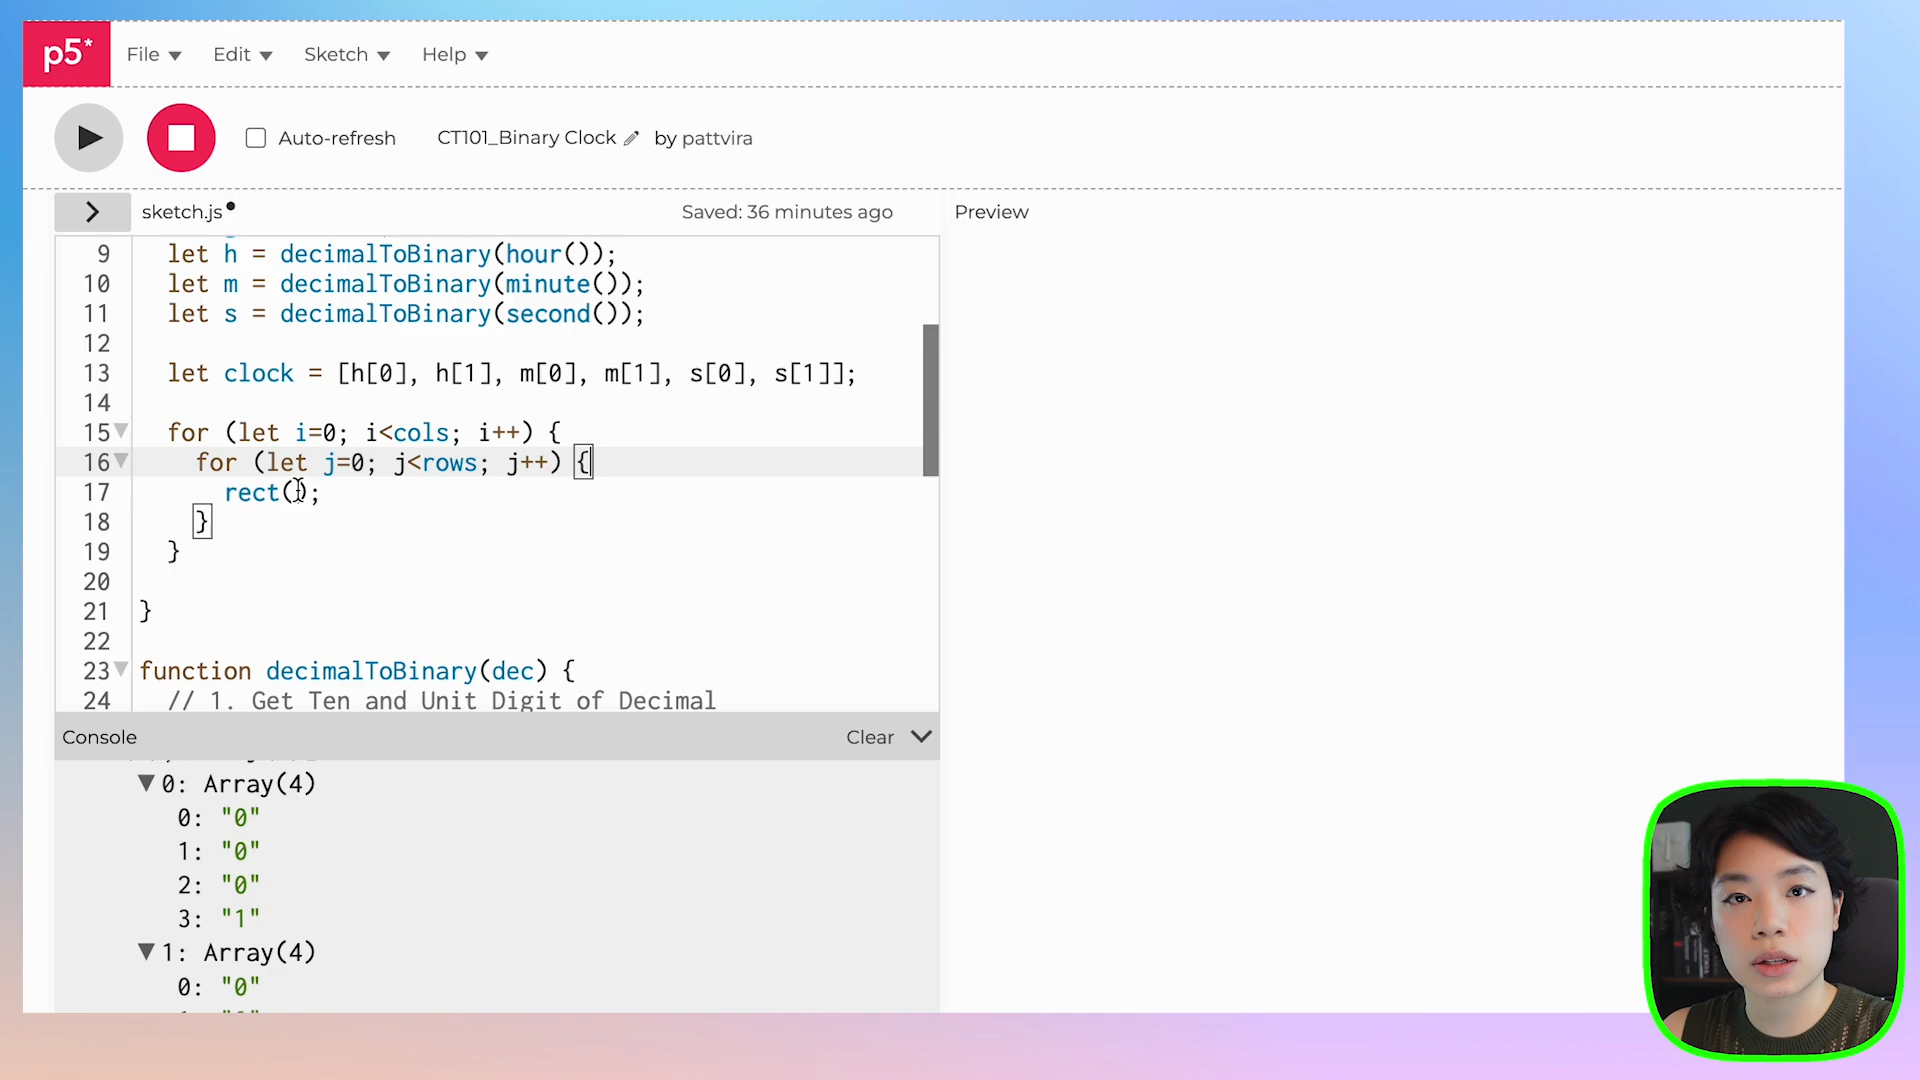 p5*
File
Edit
Sketch
Help
Auto-refresh
CT101_Binary Clock
by pattvira
sketch.js
Saved: 36 minutes ago
Preview
9 let h = decimalToBinary(hour());
10 let m = decimalToBinary(minute());
11 let s = decimalToBinary(second());
12
13 let clock = [h[0], h[1], m[0], m[1], s[0], s[1]];
14
15 for (let i=0; i<cols; i++) {
16 for (let j=0; j<rows; j++) {
17 rect();
18 }
19 }
20
21 }
22
23 function decimalToBinary(dec) {
24 // 1. Get Ten and Unit Digit of Decimal
Console
Clear
0: Array(4)
0: "0"
1: "0"
2: "0"
3: "1"
1: Array(4)
0: "0"